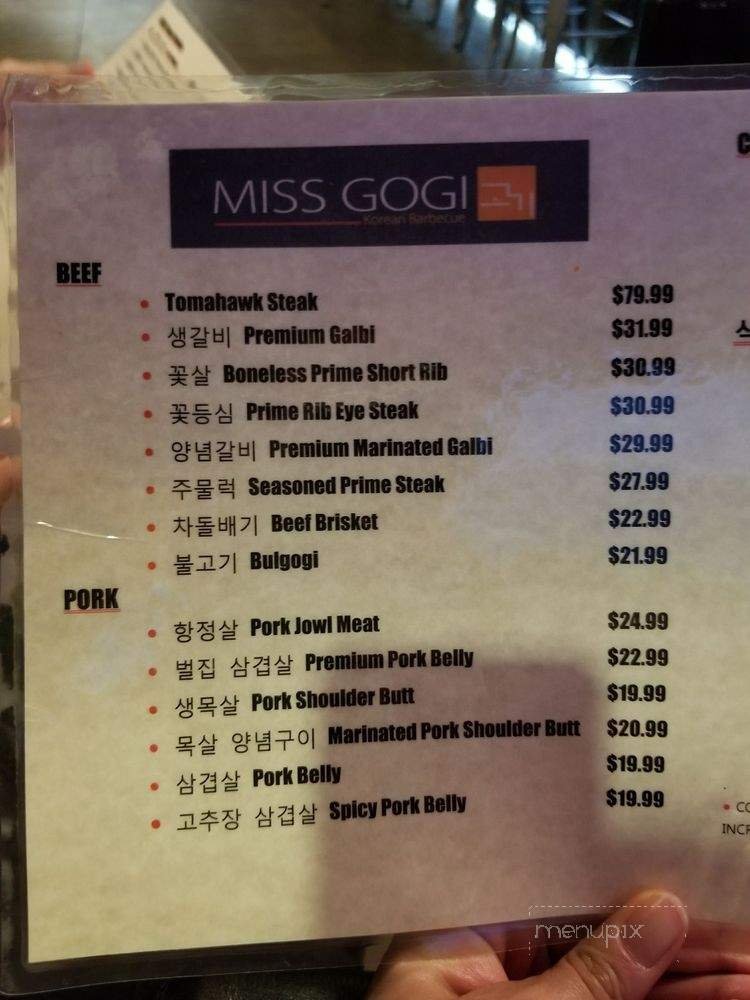 MISS GOGI 고기
Korean Barbecue
BEEF
Tomahawk Steak $79.99
생갈비 Premium Galbi $31.99
꽃살 Boneless Prime Short Rib $30.99
꽃등심 Prime Rib Eye Steak $30.99
양념갈비 Premium Marinated Galbi $29.99
주물럭 Seasoned Prime Steak $27.99
차돌배기 Beef Brisket $22.99
불고기 Bulgogi $21.99
PORK
항정살 Pork Jowl Meat $24.99
벌집 삼겹살 Premium Pork Belly $22.99
생목살 Pork Shoulder Butt $19.99
목살 양념구이 Marinated Pork Shoulder Butt $20.99
삼겹살 Pork Belly $19.99
고추장 삼겹살 Spicy Pork Belly $19.99
menupix